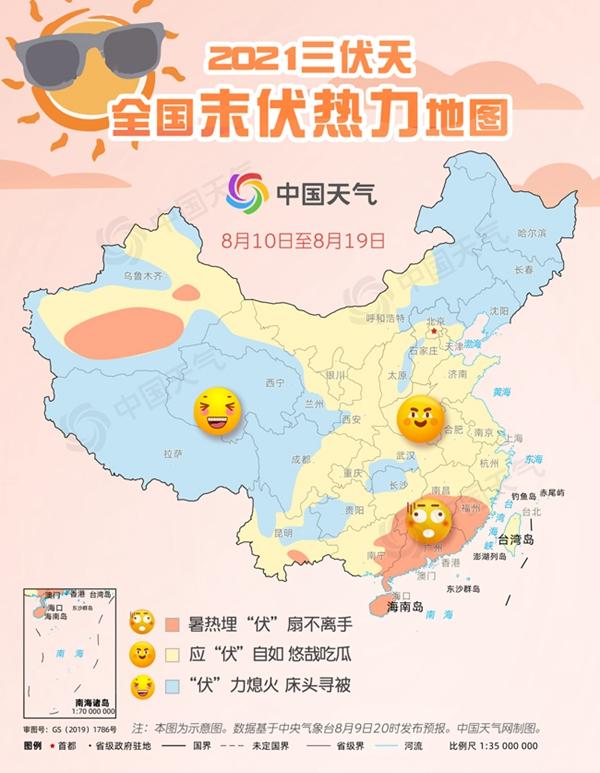 2021三伏天
全国末伏热力地图
中国天气
8月10日至8月19日
哈尔滨
长春
乌鲁木齐
沈阳
呼和浩特
北京
天津
渤海
石家庄
银川
太原
济南
西宁
黄海
兰州
西安
合肥
南京
上海
拉萨
成都
武汉
杭州
东海
重庆
长沙
南昌
钓鱼岛
赤尾屿
贵阳
福州
台北
台湾海峡
台湾岛
昆明
澎湖列岛
南宁
广州
香港
澳门
东沙群岛
海口
海南岛
南海
澳门
香港
台湾岛
海口
东沙群岛
海南岛
南海
南海诸岛
1:70 000 000
暑热埋“伏”扇不离手
应“伏”自如 悠哉吃瓜
“伏”力熄火 床头寻被
审图号：GS（2019）1786号
注：本图为示意图。数据基于中央气象台8月9日20时发布预报。中国天气网制图。
图例 首都 省级政府驻地 国界 未定国界 省级界 河流 比例尺 1:35 000 000